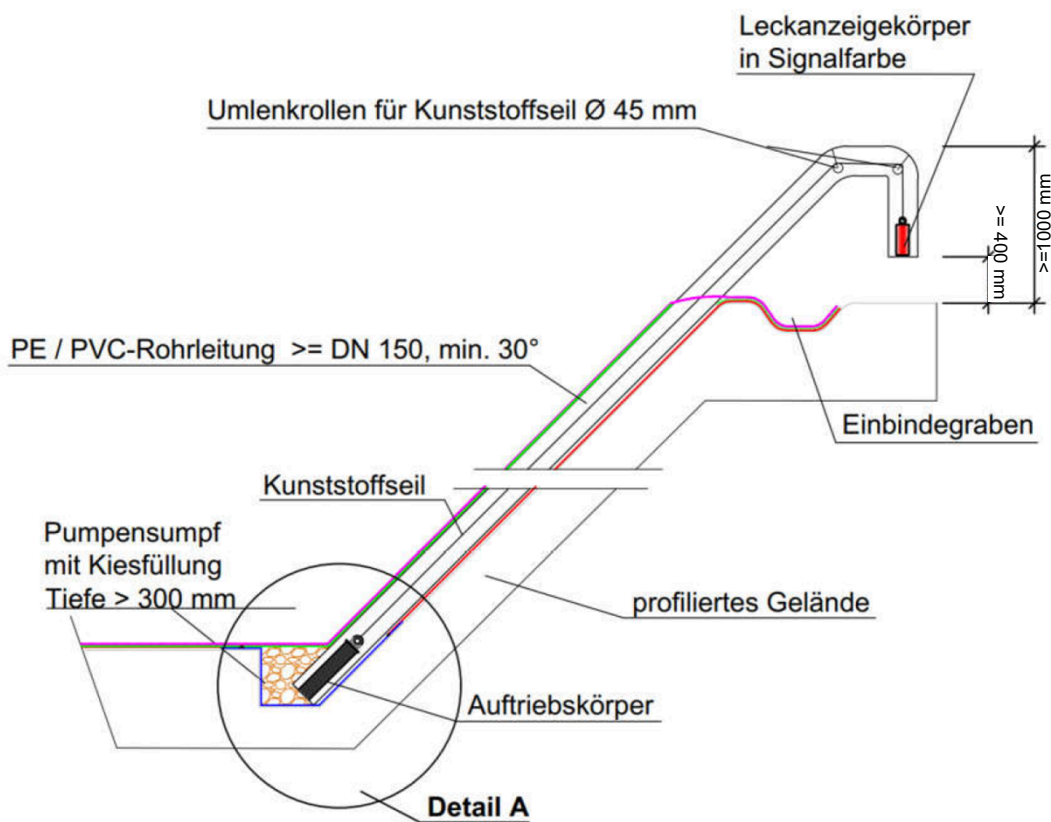 Leckanzeigekörper
in Signalfarbe
Umlenkrollen für Kunststoffseil Ø 45 mm
>= 400 mm
>=1000 mm
PE / PVC-Rohrleitung >= DN 150, min. 30°
Einbindegraben
Kunststoffseil
Pumpensumpf
mit Kiesfüllung
Tiefe > 300 mm
profiliertes Gelände
Auftriebskörper
Detail A